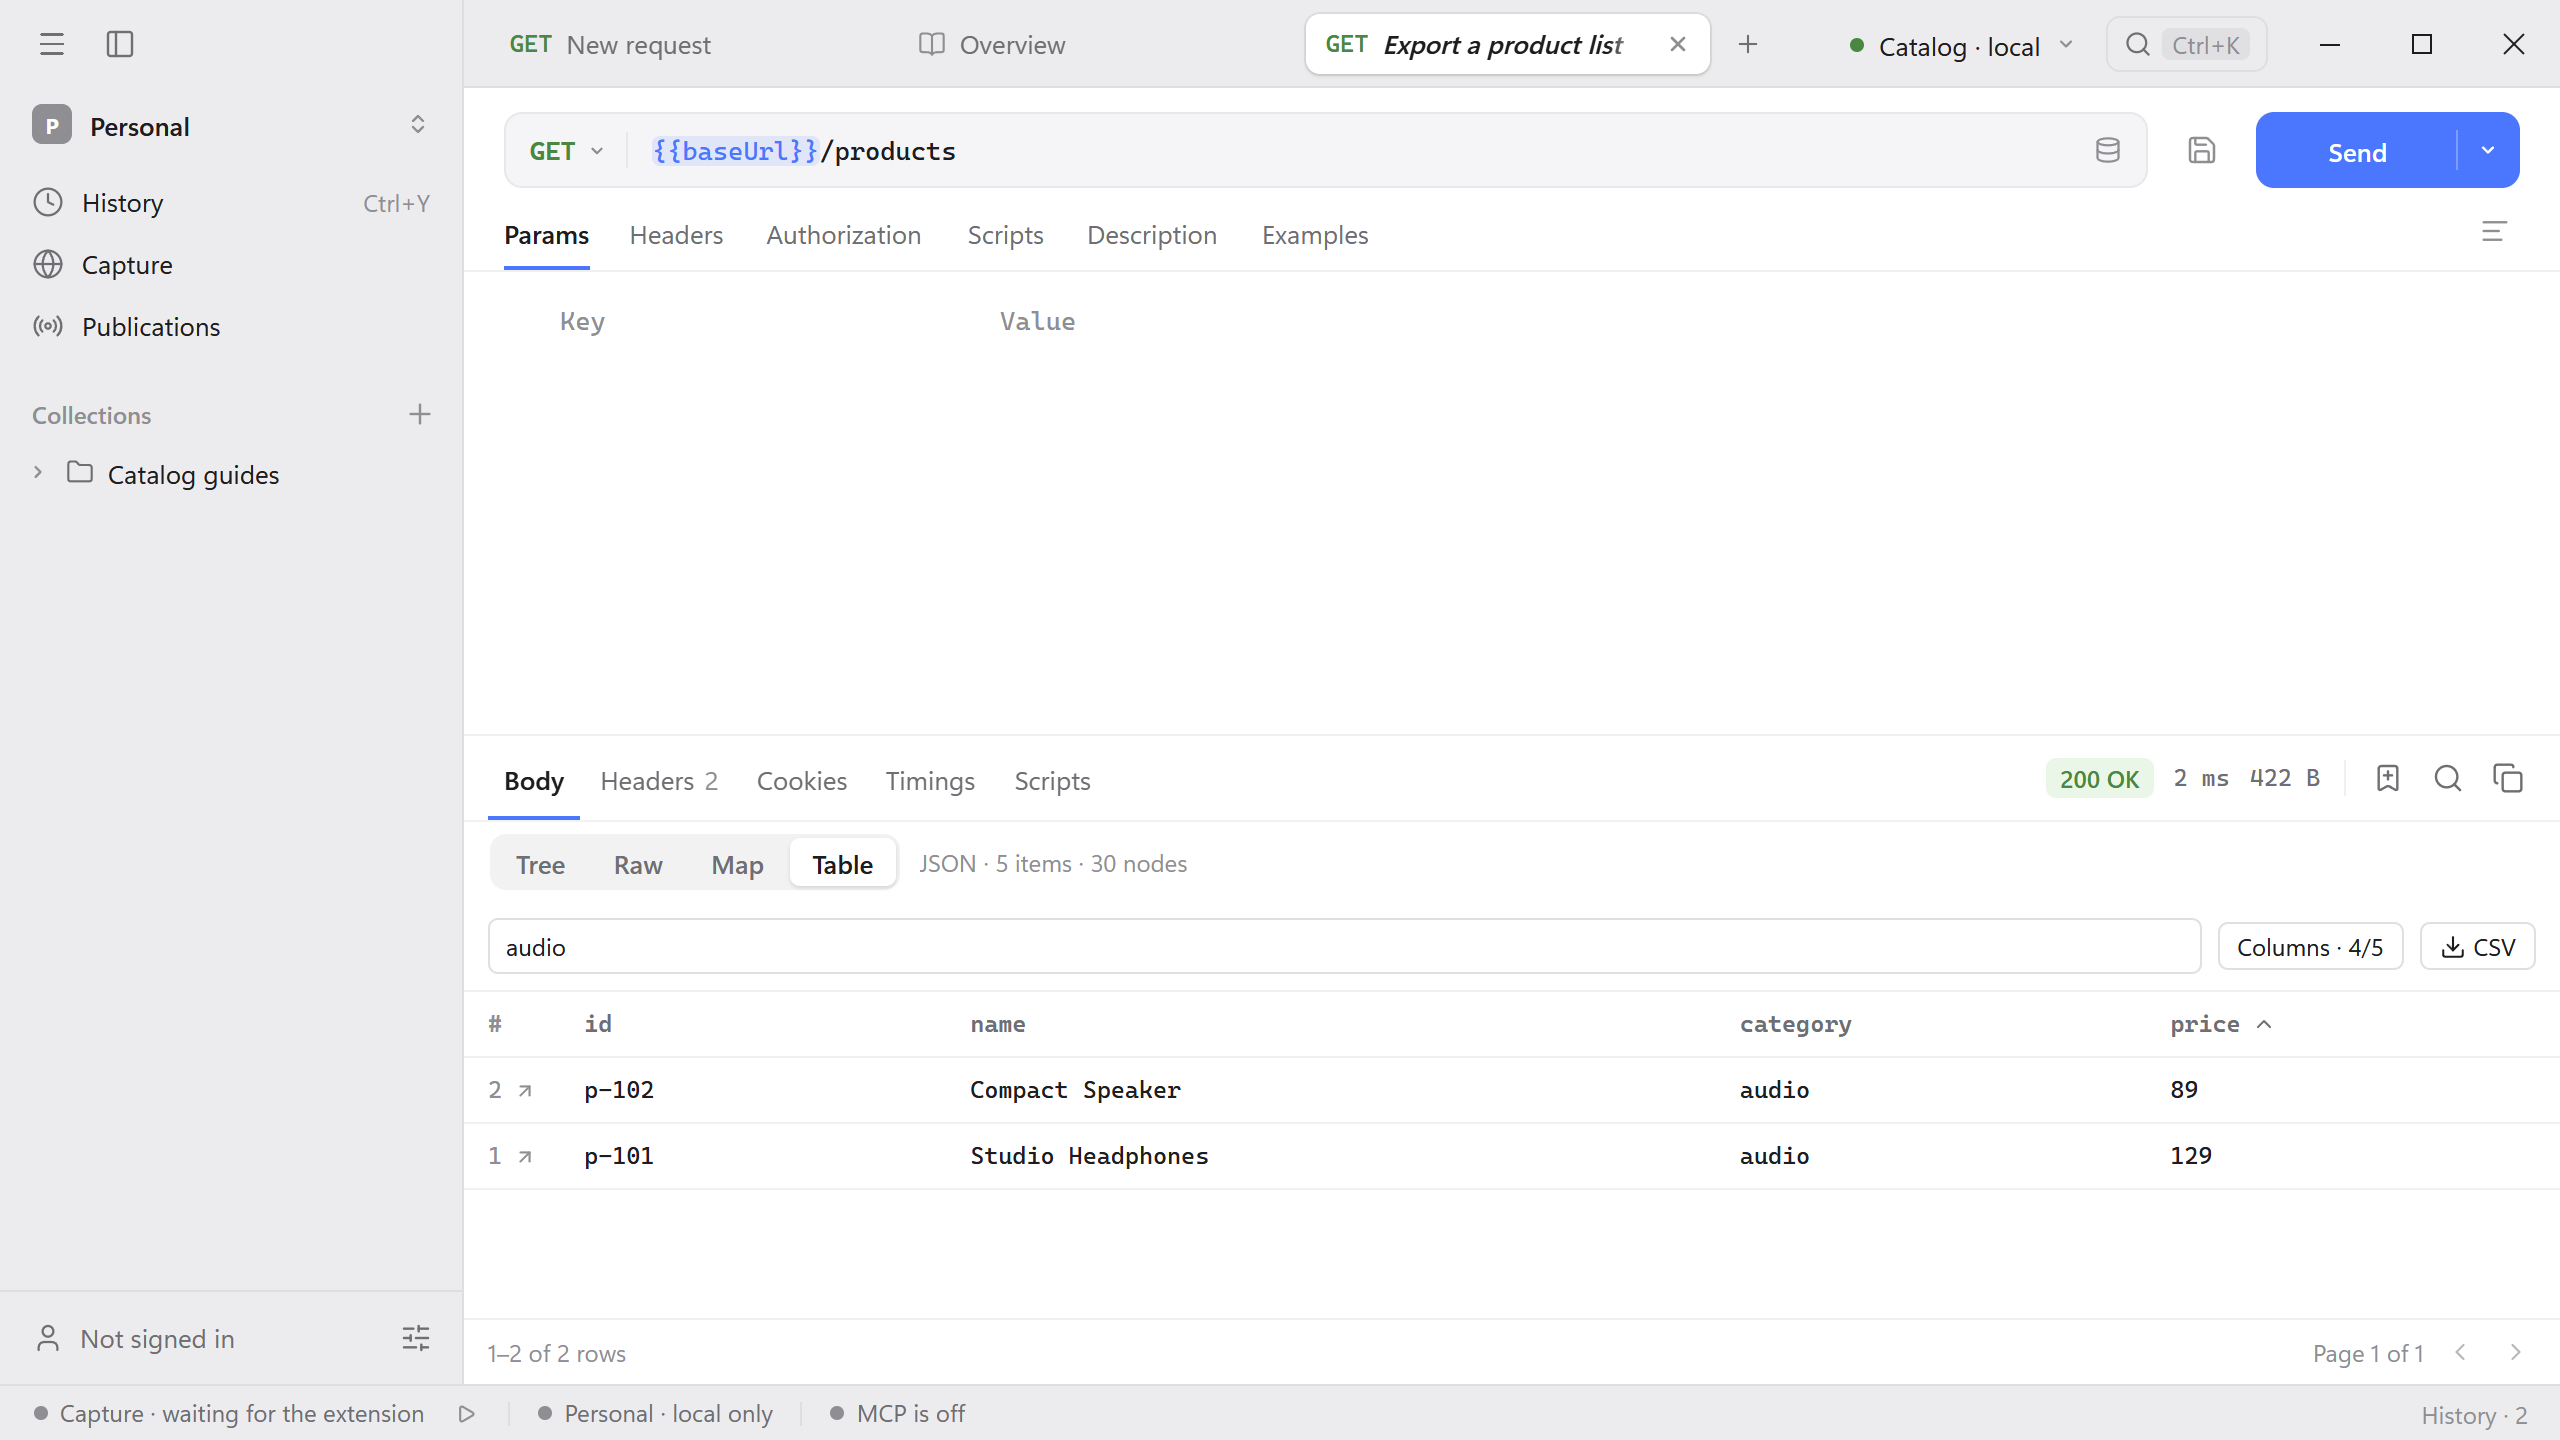 GET New request
Overview
GET Export a product list
Catalog · local
Ctrl+K
P Personal
History Ctrl+Y
Capture
Publications
Collections
Catalog guides
Not signed in
GET {{baseUrl}}/products
Send
Params Headers Authorization Scripts Description Examples
Key Value
Body Headers 2 Cookies Timings Scripts
200 OK 2 ms 422 B
Tree Raw Map Table JSON · 5 items · 30 nodes
audio
Columns · 4/5
CSV
# id name category price
2 p-102 Compact Speaker audio 89
1 p-101 Studio Headphones audio 129
1–2 of 2 rows
Page 1 of 1
Capture · waiting for the extension
Personal · local only
MCP is off
History · 2